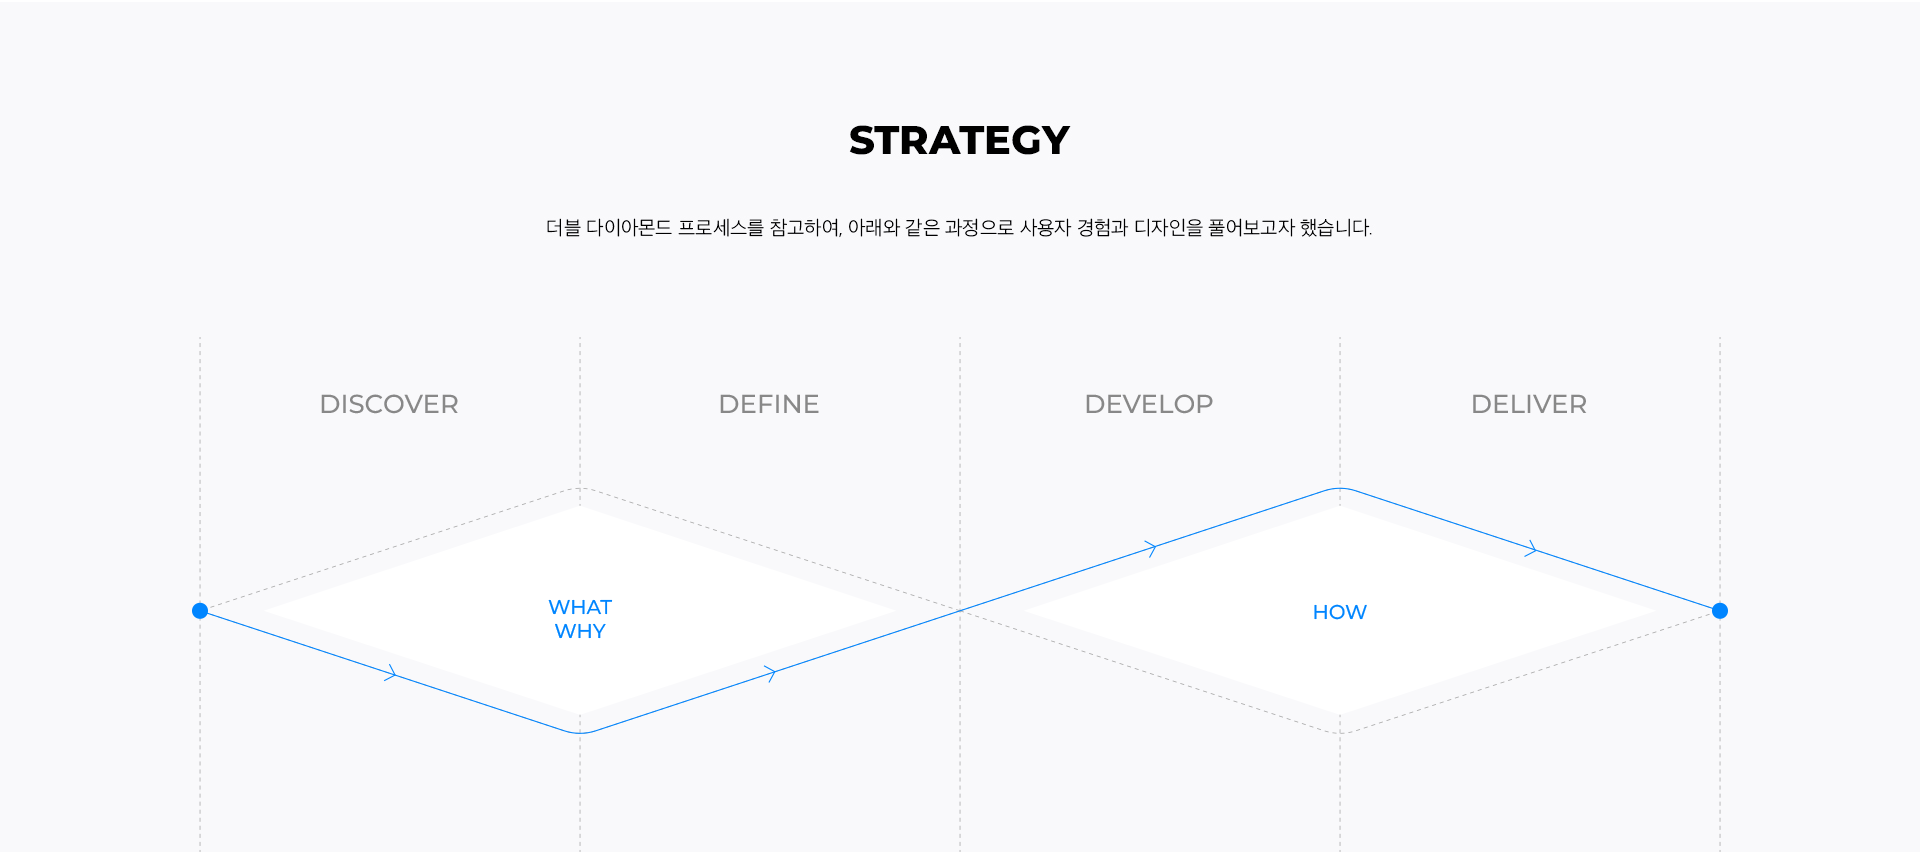 STRATEGY
더블 다이아몬드 프로세스를 참고하여, 아래와 같은 과정으로 사용자 경험과 디자인을 풀어보고자 했습니다.
DISCOVER
DEFINE
DEVELOP
DELIVER
WHAT
WHY
HOW